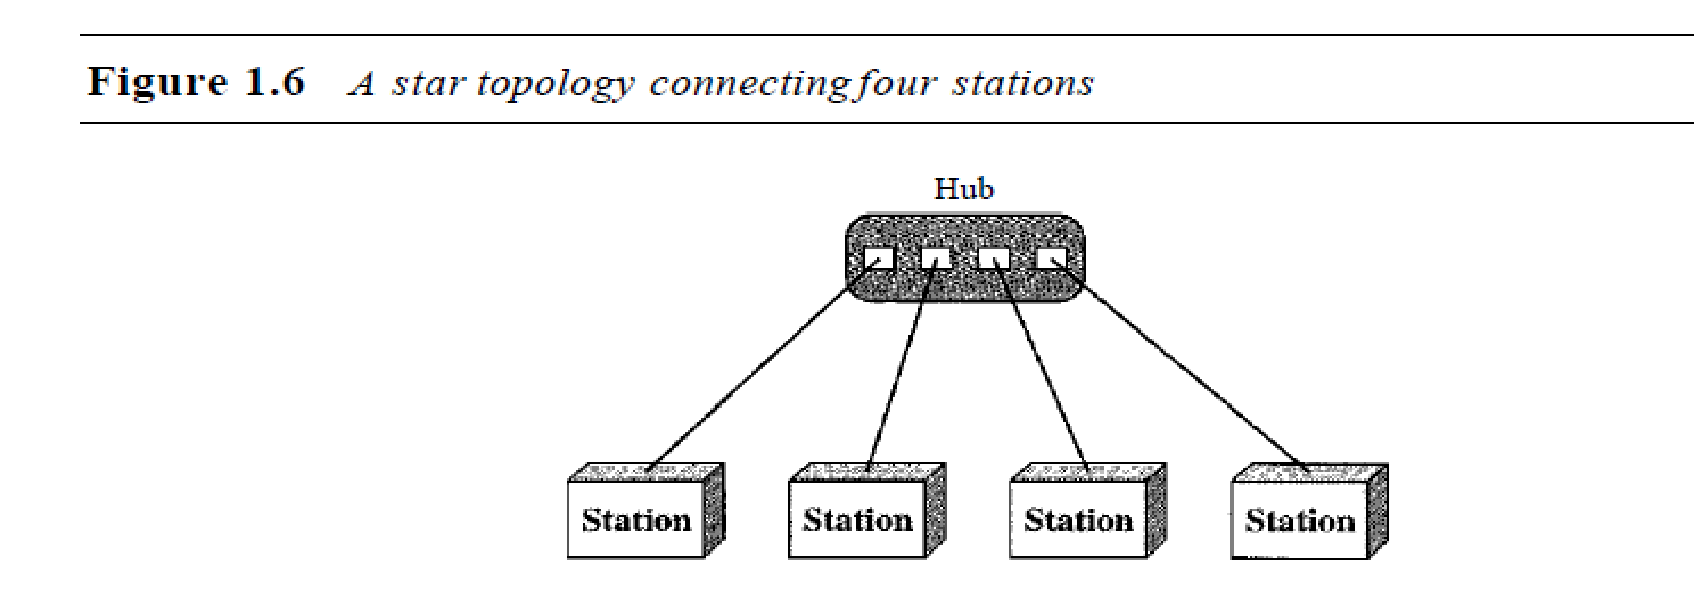 Figure 1.6 A star topology connecting four stations
Hub
Station Station Station Station